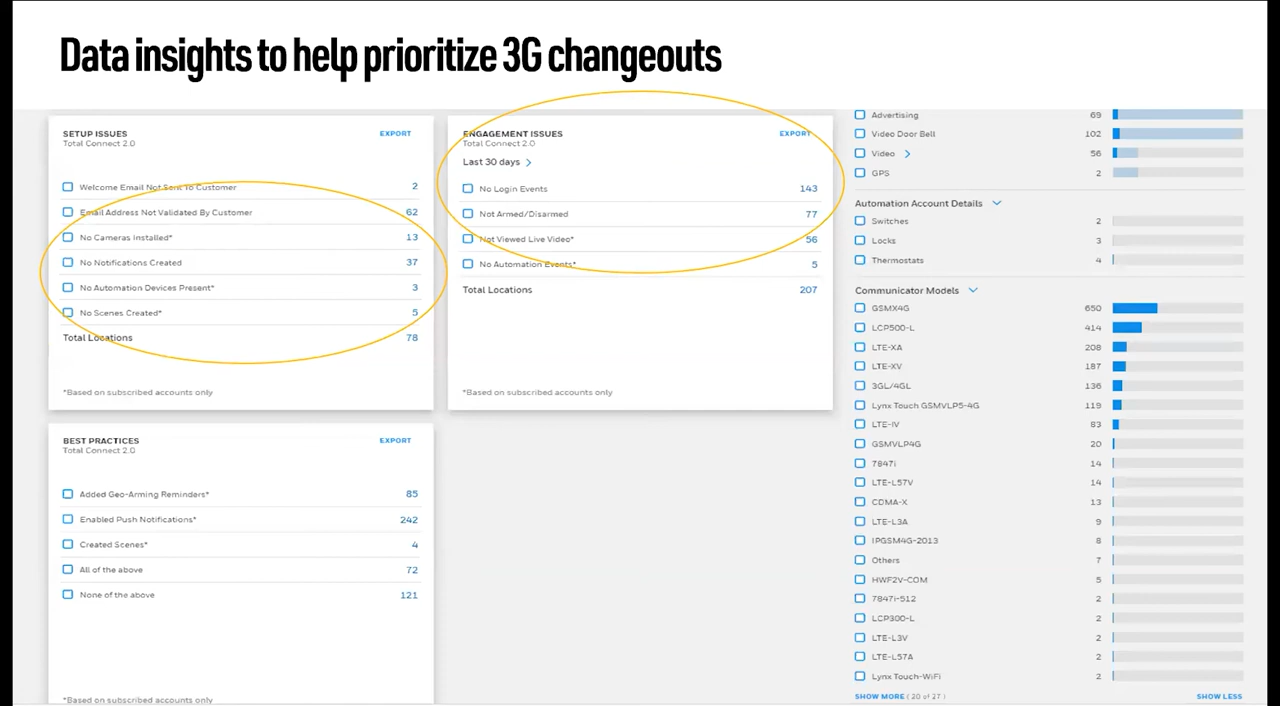 Data insights to help prioritize 3G changeouts
SETUP ISSUES EXPORT
Total Connect 2.0
Welcome Email Not Sent To Customer 2
Email Address Not Validated By Customer 62
No Cameras Installed* 13
No Notifications Created 37
No Automation Devices Present* 3
No Scenes Created* 5
Total Locations 78
*Based on subscribed accounts only
ENGAGEMENT ISSUES EXPORT
Total Connect 2.0
Last 30 days >
No Login Events 143
Not Armed/Disarmed 77
Not Viewed Live Video* 56
No Automation Events* 5
Total Locations 207
*Based on subscribed accounts only
BEST PRACTICES EXPORT
Total Connect 2.0
Added Geo-Arming Reminders* 85
Enabled Push Notifications* 242
Created Scenes* 4
All of the above 72
None of the above 121
*Based on subscribed accounts only
Advertising 69
Video Door Bell 102
Video > 56
GPS 2
Automation Account Details
Switches 2
Locks 3
Thermostats 4
Communicator Models
GSMX4G 650
LCP500-L 414
LTE-XA 208
LTE-XV 187
3GL/4GL 136
Lynx Touch GSMVLP5-4G 119
LTE-IV 83
GSMVLP4G 20
7847i 14
LTE-L57V 14
CDMA-X 13
LTE-L3A 9
IPGSM4G-2013 8
Others 7
HWF2V-COM 5
7847i-512 2
LCP300-L 2
LTE-L3V 2
LTE-L57A 2
Lynx Touch-WiFi 2
SHOW MORE ( 20 of 27 ) SHOW LESS